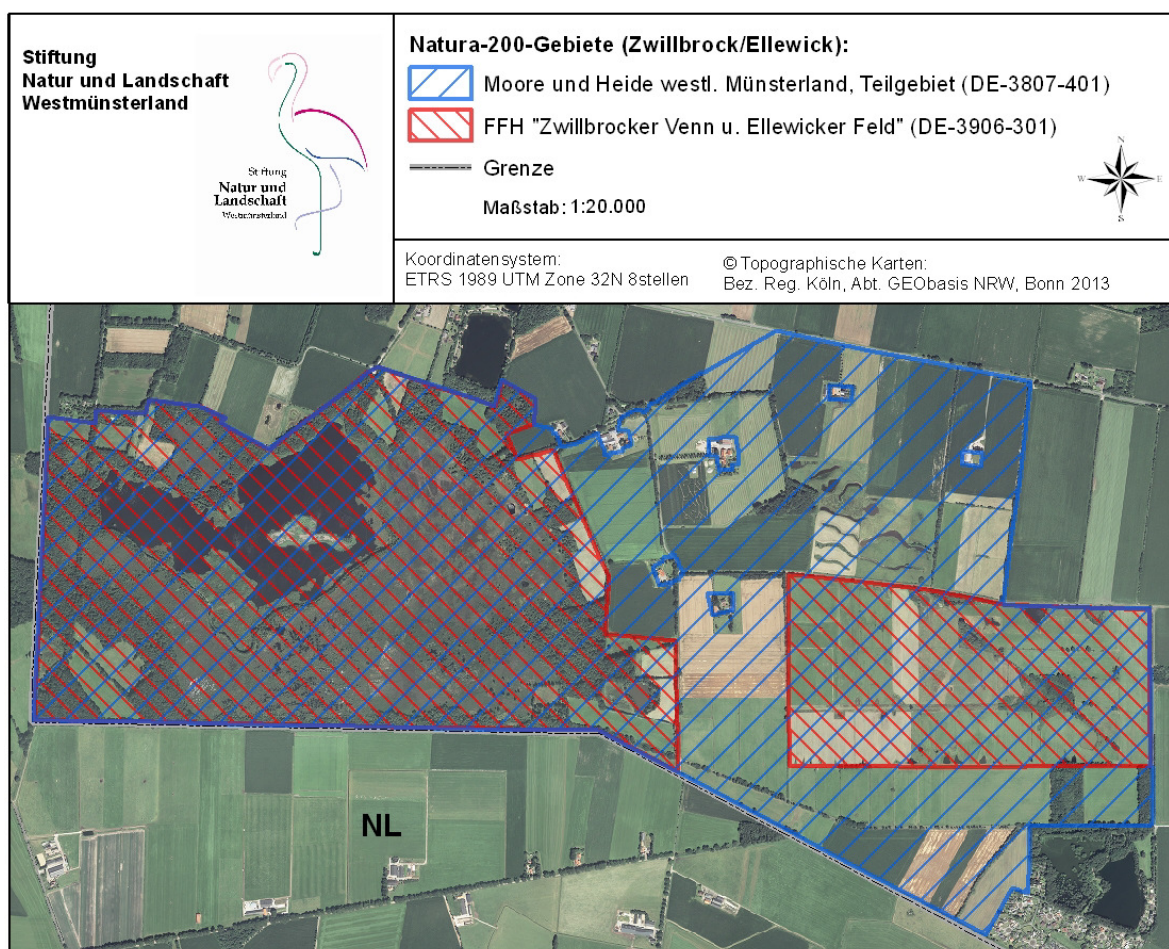 Stiftung
Natur und Landschaft
Westmünsterland
Stiftung
Natur und
Landschaft
Westmünsterland
Natura-200-Gebiete (Zwillbrock/Ellewick):
Moore und Heide westl. Münsterland, Teilgebiet (DE-3807-401)
FFH "Zwillbrocker Venn u. Ellewicker Feld" (DE-3906-301)
Grenze
Maßstab: 1:20.000
N
W E
S
Koordinatensystem:
ETRS 1989 UTM Zone 32N 8stellen
© Topographische Karten:
Bez. Reg. Köln, Abt. GEObasis NRW, Bonn 2013
NL